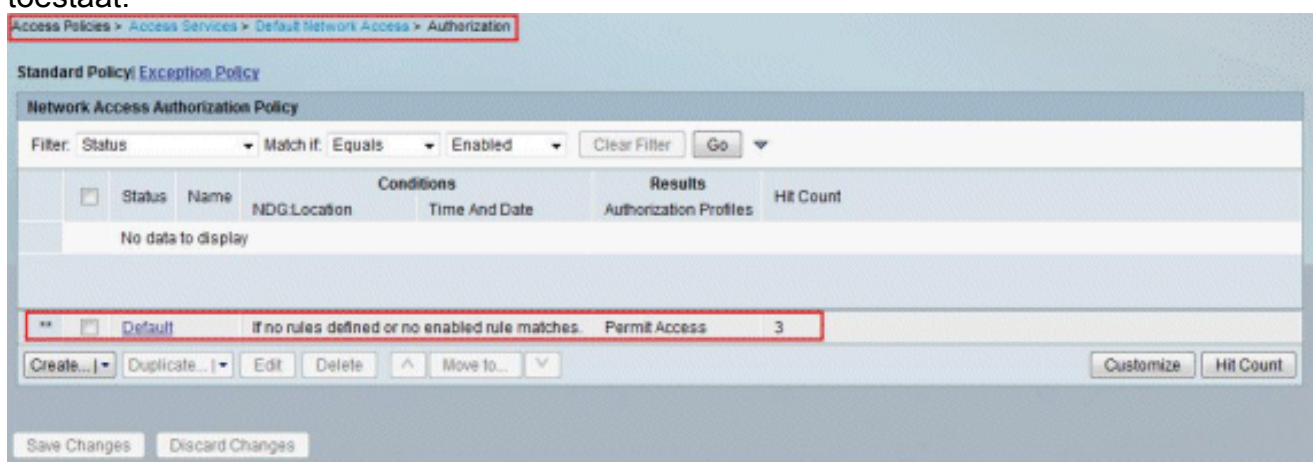 toestaat.
Access Policies > Access Services > Default Network Access > Authorization
Standard Policy| Exception Policy
Network Access Authorization Policy
Filter: Status Match if: Equals Enabled Clear Filter Go
Status Name Conditions Results Hit Count
NDG:Location Time And Date Authorization Profiles
No data to display
** Default If no rules defined or no enabled rule matches. Permit Access 3
Create... | Duplicate... | Edit Delete ^ Move to... Customize Hit Count
Save Changes Discard Changes